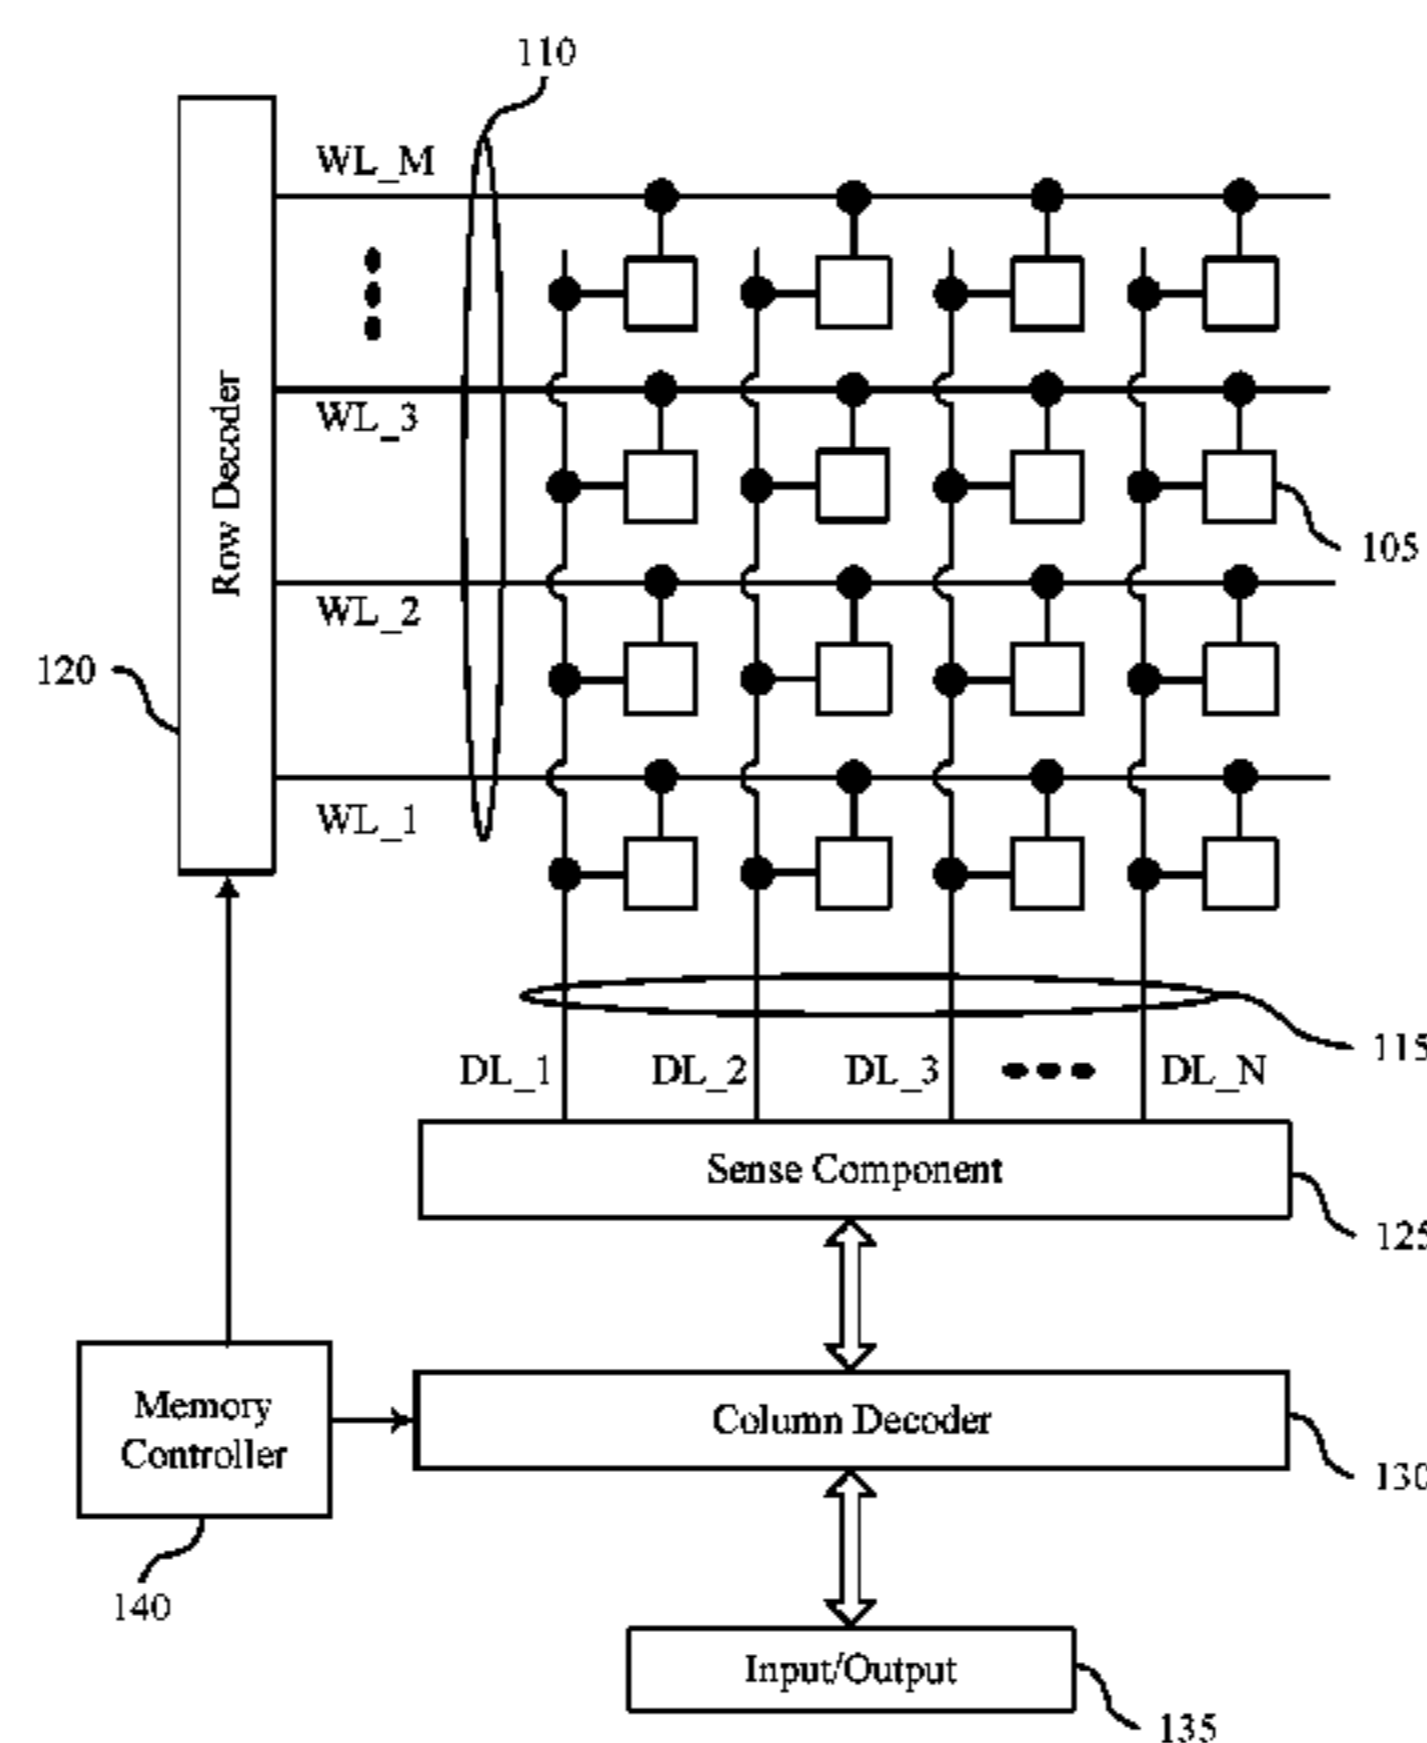 110
WL_M
WL_3
Row Decoder
105
WL_2
120
WL_1
115
DL_1
DL_2
DL_3
DL_N
Sense Component
125
Memory
Controller
Column Decoder
130
140
Input/Output
135